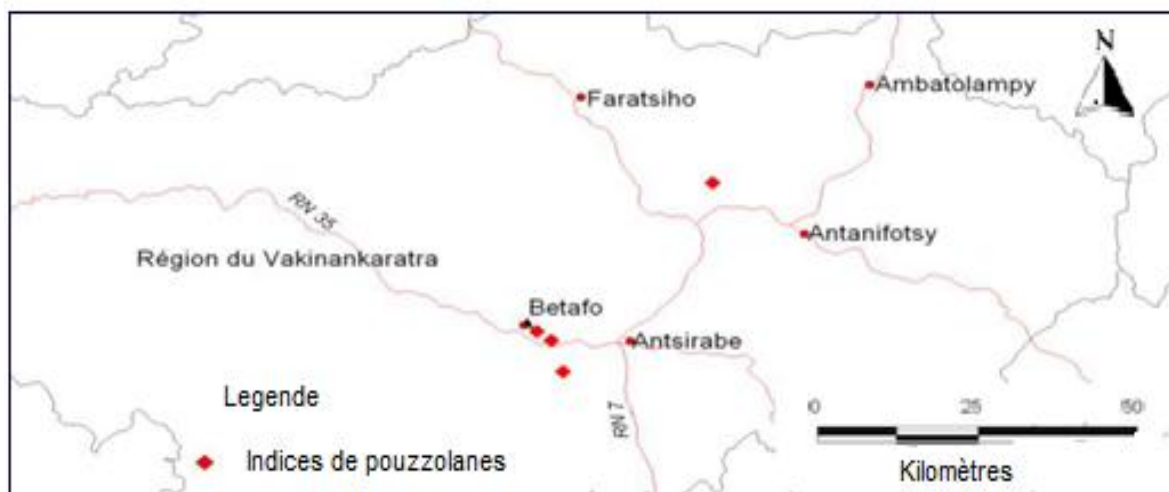 N
Ambatolampy
Faratsiho
RN 35
Antanifotsy
Région du Vakinankaratra
Betafo
Antsirabe
Legende
RN 7
0 25 50
Indices de pouzzolanes
Kilomètres